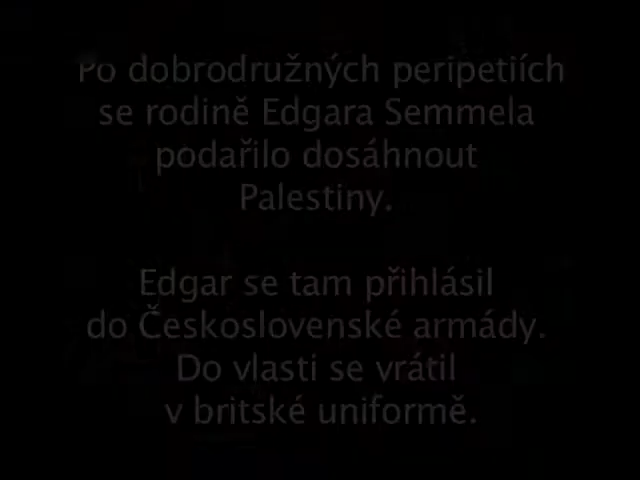 Po dobrodružných peripetiích
se rodině Edgara Semmela
podařilo dosáhnout
Palestiny.
Edgar se tam přihlásil
do Československé armády.
Do vlasti se vrátil
v britské uniformě.